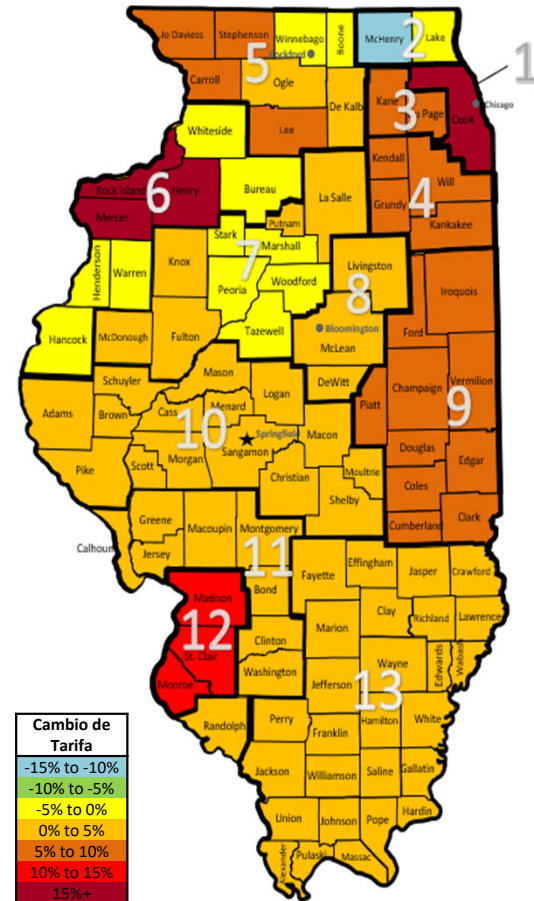 Jo Daviess
Stephenson
Winnebago
Rockford
Boone
McHenry
Lake
2
1
5
Carroll
Ogle
De Kalb
Kane
3
Du Page
Cook
Chicago
Whiteside
Lee
Kendall
Will
4
Grundy
Kankakee
Rock Island
6
Henry
Mercer
Bureau
La Salle
Putnam
Stark
Marshall
7
Henderson
Warren
Knox
Peoria
Woodford
Livingston
8
Iroquois
Ford
Hancock
McDonough
Fulton
Tazewell
Bloomington
McLean
Champaign
Vermilion
9
Schuyler
Mason
Logan
DeWitt
Piatt
Adams
Brown
Cass
Menard
10
Springfield
Sangamon
Macon
Douglas
Edgar
Pike
Scott
Morgan
Christian
Moultrie
Shelby
Coles
Cumberland
Clark
Greene
Macoupin
Montgomery
Calhoun
Jersey
11
Bond
Fayette
Effingham
Jasper
Crawford
Madison
12
St. Clair
Monroe
Clinton
Washington
Marion
Clay
Richland
Lawrence
Wayne
Edwards
Wabash
Jefferson
13
Hamilton
White
Randolph
Perry
Franklin
Jackson
Williamson
Saline
Gallatin
Union
Johnson
Pope
Hardin
Alexander
Pulaski
Massac
Cambio de
Tarifa
-15% to -10%
-10% to -5%
-5% to 0%
0% to 5%
5% to 10%
10% to 15%
15%+